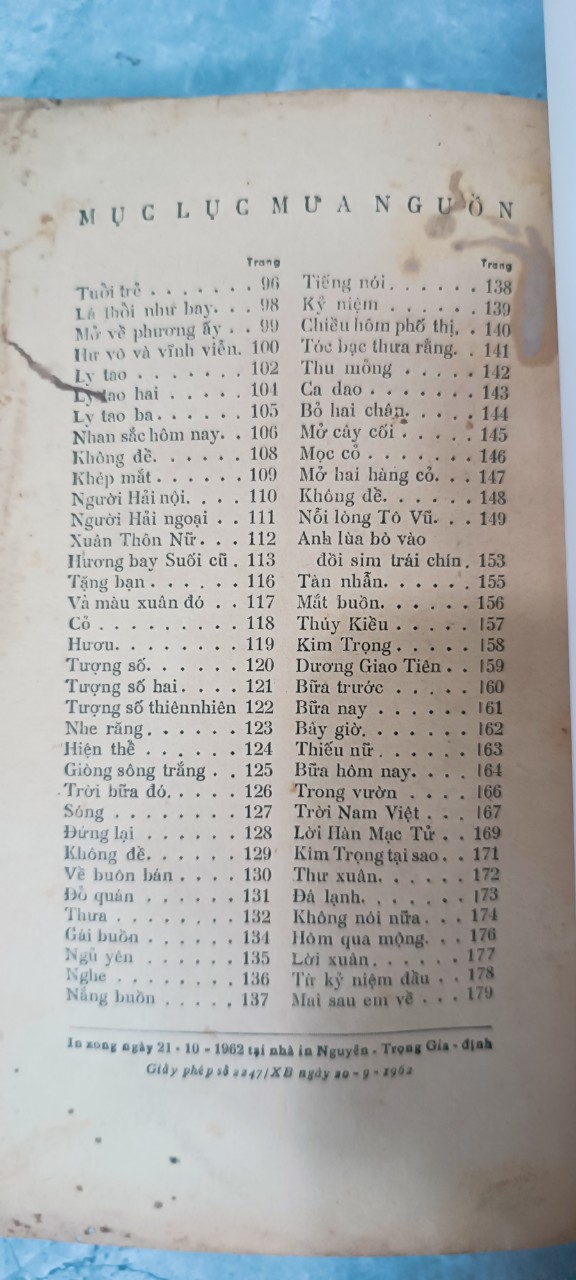 MỤC LỤC MƯA NGUỒN
Trang
Tuổi trẻ . . . . . . . 96
Lá thổi như bay. . . 98
Mở về phương ấy . . 99
Hư vô và vĩnh viễn. 100
Ly tao . . . . . . . 102
Ly tao hai . . . . . 104
Ly tao ba. . . . . . 105
Nhan sắc hôm nay. . 106
Không đề. . . . . . 108
Khép mắt . . . . . 109
Người Hải nội. . . . 110
Người Hải ngoại . . 111
Xuân Thôn Nữ. . . 112
Hương bay Suối cũ . 113
Tặng bạn . . . . . . 116
Và màu xuân đó . . 117
Cỏ . . . . . . . . . 118
Hươu. . . . . . . . 119
Tượng số. . . . . . 120
Tượng số hai. . . . 121
Tượng số thiên nhiên 122
Nhe răng. . . . . . 123
Hiện thể . . . . . . 124
Giòng sông trắng . . 125
Trời bữa đó. . . . . 126
Sóng . . . . . . . . 127
Đứng lại . . . . . . 128
Không đề. . . . . . 129
Về buôn bán . . . . 130
Đỗ quán . . . . . . 131
Thưa . . . . . . . . 132
Gái buồn . . . . . . 134
Ngủ yên . . . . . . 135
Nghe . . . . . . . . 136
Nắng buồn . . . . . 137
Trang
Tiếng nói. . . . . . 138
Kỷ niệm . . . . . . 139
Chiều hôm phố thị. . 140
Tóc bạc thưa rằng. . 141
Thu mỏng . . . . . 142
Ca dao . . . . . . . 143
Bỏ hai chân. . . . . 144
Mở cây cối . . . . . 145
Mọc cỏ . . . . . . . 146
Mở hai hàng cỏ. . . 147
Không đề. . . . . . 148
Nỗi lòng Tô Vũ. . . 149
Anh lùa bò vào
đồi sim trái chín. 153
Tàn nhẫn. . . . . . 155
Mắt buồn. . . . . . 156
Thúy Kiều . . . . . 157
Kim Trọng . . . . . 158
Dương Giao Tiên . . 159
Bữa trước . . . . . 160
Bữa nay . . . . . . 161
Bây giờ. . . . . . . 162
Thiếu nữ . . . . . . 163
Bữa hôm nay. . . . 164
Trong vườn . . . . 166
Trời Nam Việt . . . 167
Lời Hàn Mạc Tử . . 169
Kim Trọng tại sao. . 171
Thư xuân. . . . . . 172
Đá lạnh. . . . . . . 173
Không nói nữa. . . 174
Hôm qua mộng. . . 176
Lời xuân. . . . . . 177
Từ kỷ niệm đầu . . 178
Mai sau em về . . . 179
In xong ngày 21 - 10 - 1962 tại nhà in Nguyễn - Trọng Gia - định
Giấy phép số 2247/XB ngày 20 - 9 - 1962